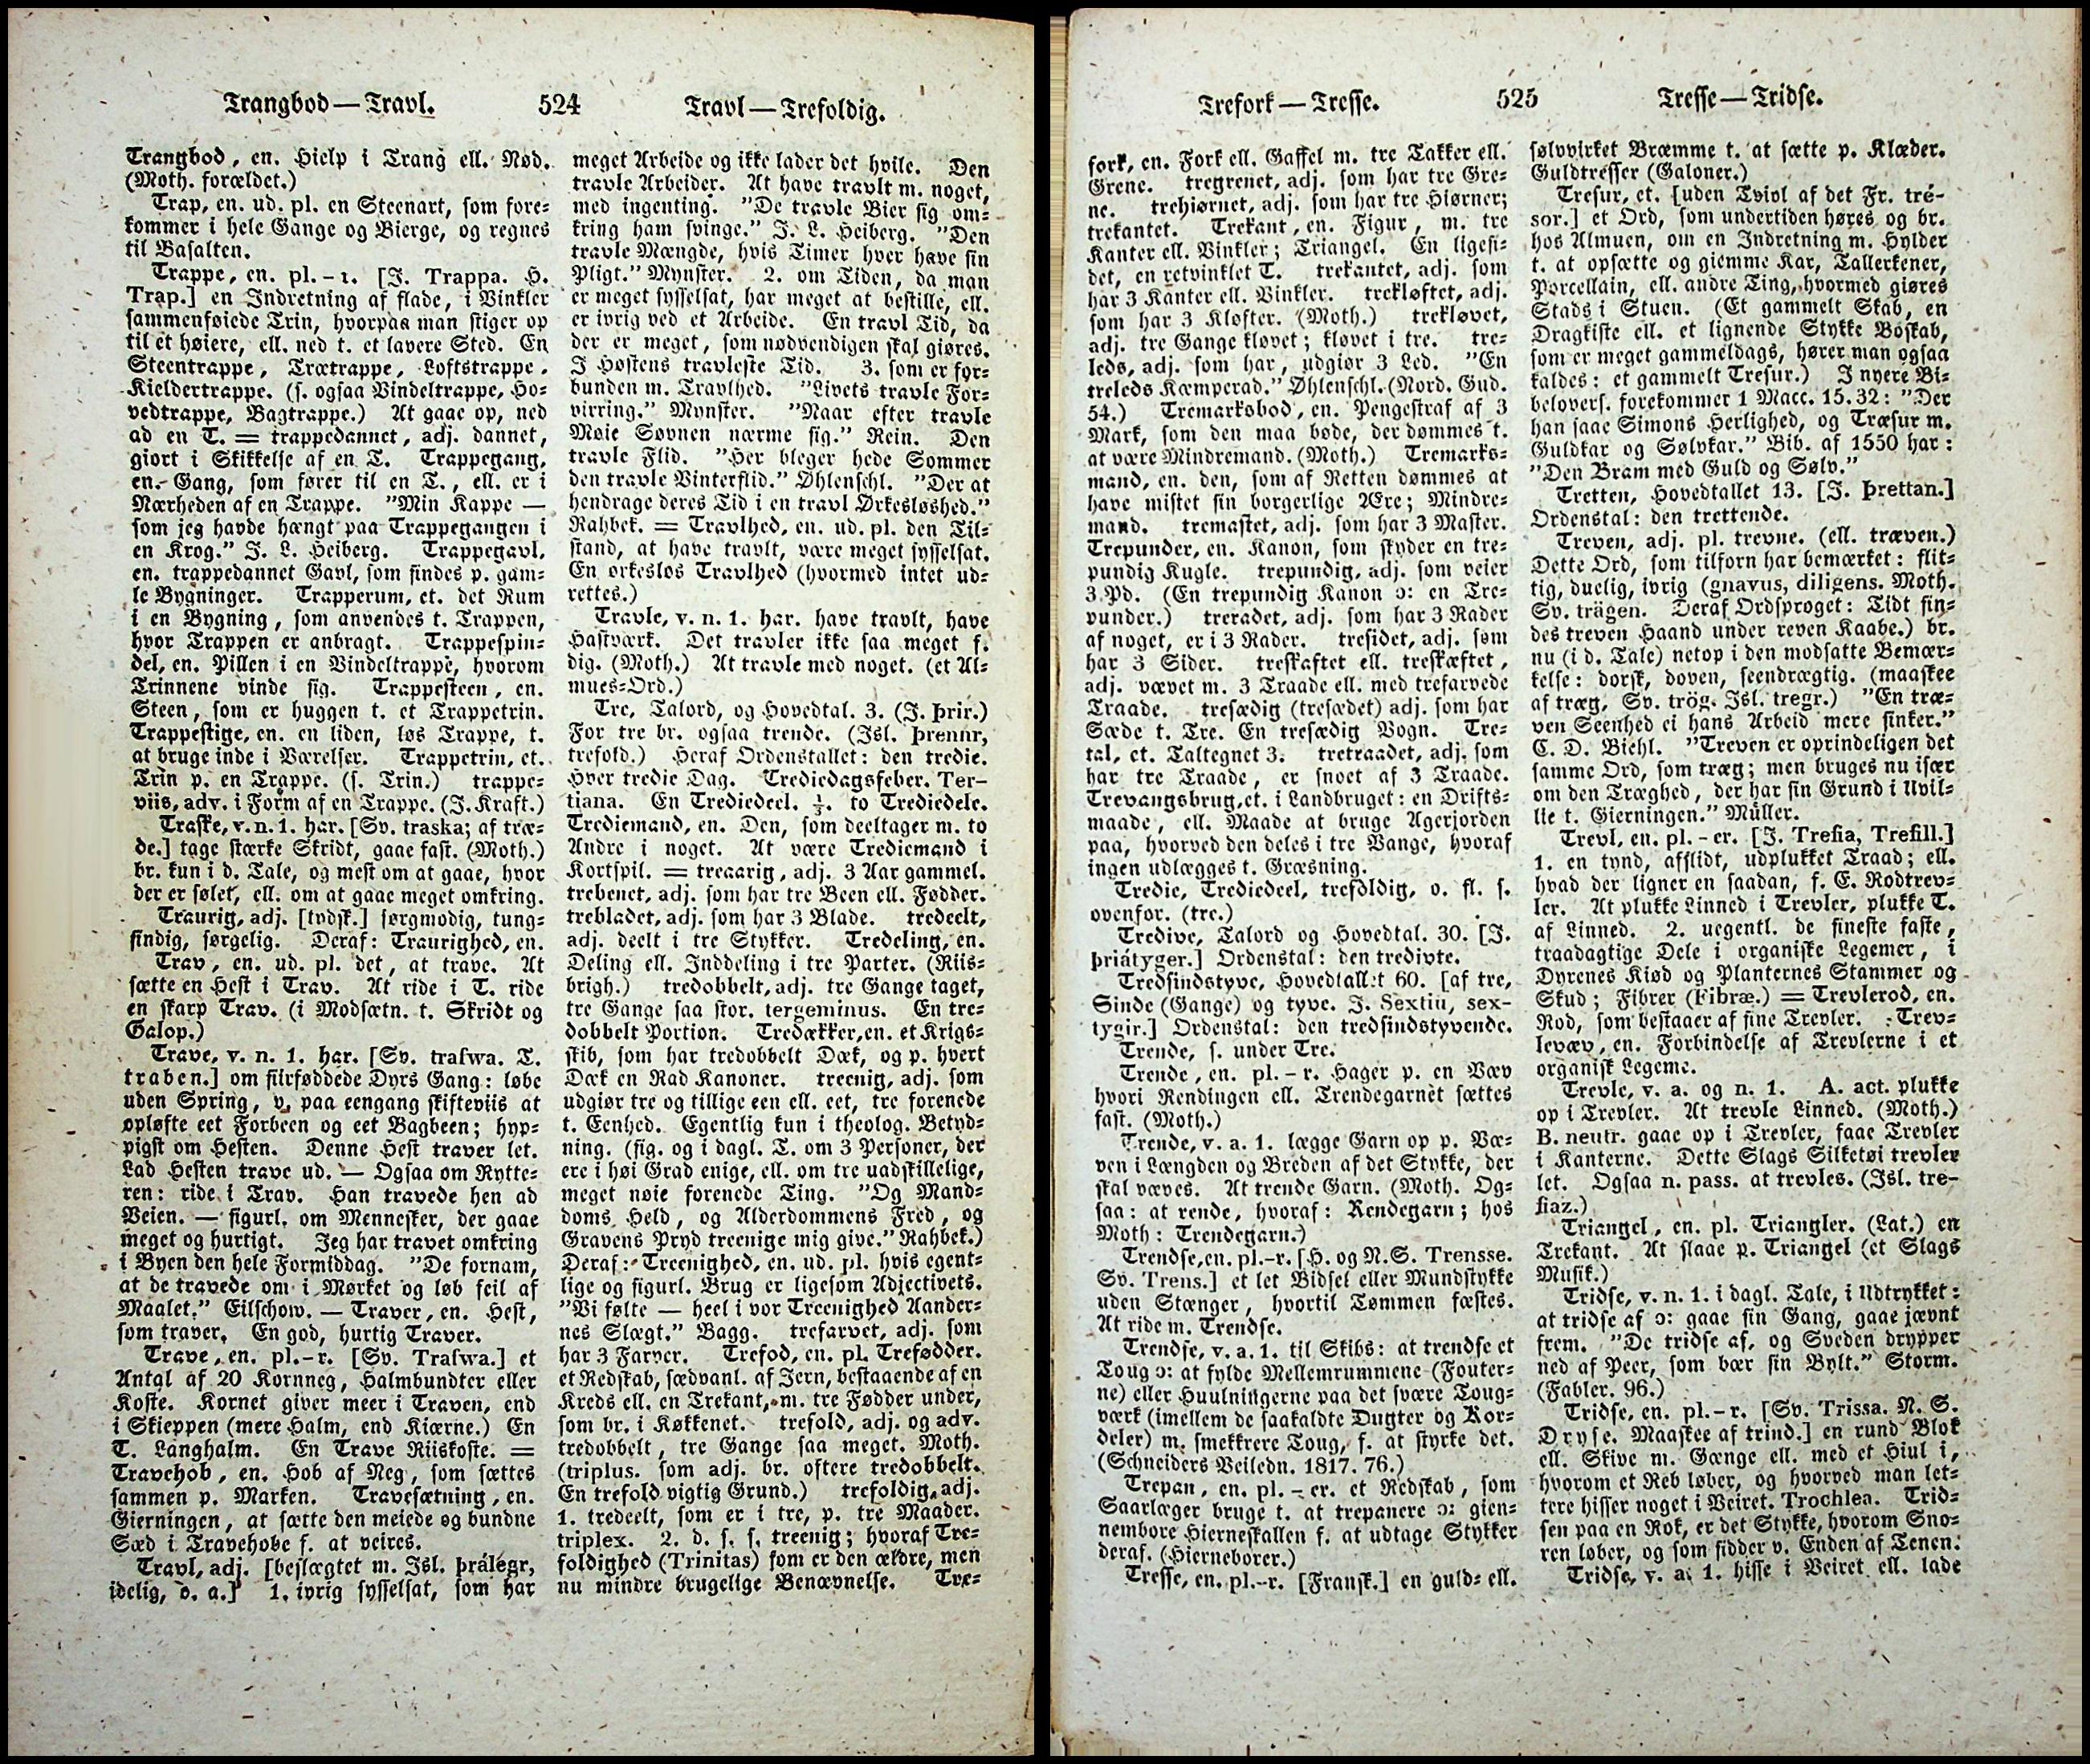 Trangbod — Travl.
524
Travl — Trefoldig.
Trangbod, en. Hielp i Trang ell. Nød.
(Moth. forældet.)
Trap, en. ud. pl. en Steenart, som fore-
kommer i hele Gange og Bierge, og regnes
til Basalten.
Trappe, en. pl. - r. [J. Trappa. H.
Trap.] en Indretning af flade, i Vinkler
sammenføiede Trin, hvorpaa man stiger op
til et høiere, ell. ned t. et lavere Sted. En
Steentrappe, Trætrappe, Loftstrappe,
Kieldertrappe. (s. ogsaa Vindeltrappe, Ho-
vedtrappe, Bagtrappe.) At gaae op, ned
ad en T. = trappedannet, adj. dannet,
giort i Skikkelse af en T. Trappegang,
en. Gang, som fører til en T., ell. er i
Nærheden af en Trappe. "Min Kappe —
som jeg havde hængt paa Trappegangen i
en Krog." J. L. Heiberg. Trappegavl,
en. trappedannet Gavl, som findes p. gam-
le Bygninger. Trapperum, et. det Rum
i en Bygning, som anvendes t. Trappen,
hvor Trappen er anbragt. Trappespin-
del, en. Pillen i en Vindeltrappe, hvorom
Trinnene vinde sig. Trappesteen, en.
Steen, som er huggen t. et Trappetrin.
Trappestige, en. en liden, løs Trappe, t.
at bruge inde i Værelser. Trappetrin, et.
Trin p. en Trappe. (s. Trin.) trappe-
viis, adv. i Form af en Trappe. (J. Kraft.)
Traske, v. n. 1. har. [Sv. traska; af træ-
de.] tage stærke Skridt, gaae fast. (Moth.)
br. kun i d. Tale, og mest om at gaae, hvor
der er sølet, ell. om at gaae meget omkring.
Traurig, adj. [tydsk.] sørgmodig, tung-
sindig, sørgelig. Deraf: Traurighed, en.
Trav, en. ud. pl. det, at trave. At
sætte en Hest i Trav. At ride i T. ride
en skarp Trav. (i Modsætn. t. Skridt og
Galop.)
Trave, v. n. 1. har. [Sv. trafwa. T.
traben.] om fiirføddede Dyrs Gang: løbe
uden Spring, v. paa eengang skifteviis at
opløfte eet Forbeen og eet Bagbeen; hyp-
pigst om Hesten. Denne Hest traver let.
Lad Hesten trave ud. — Ogsaa om Rytte-
ren: ride i Trav. Han travede hen ad
Veien. — figurl. om Mennesker, der gaae
meget og hurtigt. Jeg har travet omkring
i Byen den hele Formiddag. "De fornam,
at de travede om i Mørket og løb feil af
Maalet." Eilschow. — Traver, en. Hest,
som traver. En god, hurtig Traver.
Trave, en. pl.-r. [Sv. Trafwa.] et
Antal af 20 Kornneg, Halmbundter eller
Koste. Kornet giver meer i Traven, end
i Skieppen (mere Halm, end Kiærne.) En
T. Langhalm. En Trave Riiskoste. =
Travehob, en. Hob af Neg, som sættes
sammen p. Marken. Travesætning, en.
Gierningen, at sætte den meiede og bundne
Sæd i Travehobe f. at veires.
Travl, adj. [beslægtet m. Isl. þrálegr,
idelig, v. a.] 1. ivrig sysselsat, som har
meget Arbeide og ikke lader det hvile. Den
travle Arbeider. At have travlt m. noget,
med ingenting. "De travle Bier sig om-
kring ham svinge." J. L. Heiberg. "Den
travle Mængde, hvis Timer hver have sin
Pligt." Mynster. 2. om Tiden, da man
er meget sysselsat, har meget at bestille, ell.
er ivrig ved et Arbeide. En travl Tid, da
der er meget, som nødvendigen skal giøres.
I Høstens travleste Tid. 3. som er for-
bunden m. Travlhed. "Livets travle For-
virring." Mynster. "Naar efter travle
Møie Søvnen nærme sig." Rein. Den
travle Flid. "Her bleger hede Sommer
den travle Vinterflid." Øhlenschl. "Der at
hendrage deres Tid i en travl Ørkesløshed."
Rahbek. = Travlhed, en. ud. pl. den Til-
stand, at have travlt, være meget sysselsat.
En ørkesløs Travlhed (hvormed intet ud-
rettes.)
Travle, v. n. 1. har. have travlt, have
Hastværk. Det travler ikke saa meget f.
dig. (Moth.) At travle med noget. (et Al-
mues-Ord.)
Tre, Talord, og Hovedtal. 3. (J. þrir.)
For tre br. ogsaa trende. (Isl. þrennr,
trefold.) Heraf Ordenstallet: den tredie.
Hver tredie Dag. Trediedagsfeber. Ter-
tiana. En Trediedeel. ⅓. to Trediedele.
Trediemand, en. Den, som deeltager m. to
Andre i noget. At være Trediemand i
Kortspil. = treaarig, adj. 3 Aar gammel.
trebenet, adj. som har tre Been ell. Fødder.
trebladet, adj. som har 3 Blade. tredeelt,
adj. deelt i tre Stykker. Tredeling, en.
Deling ell. Inddeling i tre Parter. (Riis-
brigh.) tredobbelt, adj. tre Gange taget,
tre Gange saa stor. tergeminus. En tre-
dobbelt Portion. Tredækker, en. et Krigs-
skib, som har tredobbelt Dæk, og p. hvert
Dæk en Rad Kanoner. treenig, adj. som
udgiør tre og tillige een ell. eet, tre forenede
t. Eenhed. Egentlig kun i theolog. Betyd-
ning. (fig. og i dagl. T. om 3 Personer, der
ere i høi Grad enige, ell. om tre uadskillelige,
meget nøie forenede Ting. "Og Mand-
doms Held, og Alderdommens Fred, og
Gravens Pryd treenige mig give." Rahbek.)
Deraf: Treenighed, en. ud. pl. hvis egent-
lige og figurl. Brug er ligesom Adjectivets.
"Vi følte — heel i vor Treenighed Aander-
nes Slægt." Bagg. trefarvet, adj. som
har 3 Farver. Trefod, en. pl. Trefødder.
et Redskab, sædvanl. af Jern, bestaaende af en
Kreds ell. en Trekant, m. tre Fødder under,
som br. i Køkkenet. trefold, adj. og adv.
tredobbelt, tre Gange saa meget. Moth.
(triplus. som adj. br. oftere tredobbelt.
En trefold vigtig Grund.) trefoldig, adj.
1. tredeelt, som er i tre, p. tre Maader.
triplex. 2. d. s. s. treenig; hvoraf Tre-
foldighed (Trinitas) som er den ældre, men
nu mindre brugelige Benævnelse. Tre-
Trefork — Tresse.
525
Tresse — Tridse.
fork, en. Fork ell. Gaffel m. tre Takker ell.
Grene. tregrenet, adj. som har tre Gre-
ne. trehiørnet, adj. som har tre Hiørner;
trekantet. Trekant, en. Figur, m. tre
Kanter ell. Vinkler; Triangel. En ligesi-
det, en retvinklet T. trekantet, adj. som
har 3 Kanter ell. Vinkler. trekløftet, adj.
som har 3 Kløfter. (Moth.) trekløvet,
adj. tre Gange kløvet; kløvet i tre. tre-
leds, adj. som har, udgiør 3 Led. "En
treleds Kæmperad." Øhlenschl. (Nord. Gud.
54.) Tremarksbod, en. Pengestraf af 3
Mark, som den maa bøde, der dømmes t.
at være Mindremand. (Moth.) Tremarks-
mand, en. den, som af Retten dømmes at
have mistet sin borgerlige Ære; Mindre-
mand. tremastet, adj. som har 3 Master.
Trepunder, en. Kanon, som skyder en tre-
pundig Kugle. trepundig, adj. som veier
3 Pd. (En trepundig Kanon ɔ: en Tre-
punder.) treradet, adj. som har 3 Rader
af noget, er i 3 Rader. tresidet, adj. som
har 3 Sider. treskaftet ell. treskæftet,
adj. vævet m. 3 Traade ell. med trefarvede
Traade. tresædig (tresædet) adj. som har
Sæde t. Tre. En tresædig Vogn. Tre-
tal, et. Taltegnet 3. tretraadet, adj. som
har tre Traade, er snoet af 3 Traade.
Trevangsbrug, et. i Landbruget: en Drifts-
maade, ell. Maade at bruge Agerjorden
paa, hvorved den deles i tre Vange, hvoraf
ingen udlægges t. Græsning.
Tredie, Trediedeel, trefoldig, o. fl. s.
ovenfor. (tre.)
Tredive, Talord og Hovedtal. 30. [J.
þriátyger.] Ordenstal: den tredivte.
Tredsindstyve, Hovedtallet 60. [af tre,
Sinde (Gange) og tyve. J. Sextiu, sex-
tygir.] Ordenstal: den tredsindstyvende.
Trende, s. under Tre.
Trende, en. pl. - r. Hager p. en Væv
hvori Rendingen ell. Trendegarnet sættes
fast. (Moth.)
Trende, v. a. 1. lægge Garn op p. Væ-
ven i Længden og Breden af det Stykke, der
skal væves. At trende Garn. (Moth. Og-
saa: at rende, hvoraf: Rendegarn; hos
Moth: Trendegarn.)
Trendse, en. pl.-r. [H. og N.S. Trensse.
Sv. Trens.] et let Bidsel eller Mundstykke
uden Stænger, hvortil Tømmen fæstes.
At ride m. Trendse.
Trendse, v. a. 1. til Skibs: at trendse et
Toug ɔ: at fylde Mellemrummene (Fouter-
ne) eller Huulningerne paa det svære Toug-
værk (imellem de saakaldte Dugter og Kor-
deler) m. smekkrere Toug, f. at styrke det.
(Schneiders Veiledn. 1817. 76.)
Trepan, en. pl. - er. et Redskab, som
Saarlæger bruge t. at trepanere ɔ: gien-
nembore Hierneskallen f. at udtage Stykker
deraf. (Hierneborer.)
Tresse, en. pl.-r. [Fransk.] en guld- ell.
sølvvirket Bræmme t. at sætte p. Klæder.
Guldtresser (Galoner.)
Tresur, et. [uden Tviol af det Fr. tré-
sor.] et Ord, som undertiden høres og br.
hos Almuen, om en Indretning m. Hylder
t. at opsætte og giemme Kar, Tallerkener,
Porcellain, ell. andre Ting, hvormed giøres
Stads i Stuen. (Et gammelt Skab, en
Dragkiste ell. et lignende Stykke Boskab,
som er meget gammeldags, hører man ogsaa
kaldes: et gammelt Tresur.) I nyere Bi-
belovers. forekommer 1 Macc. 15. 32: "Der
han saae Simons Herlighed, og Træsur m.
Guldkar og Sølvkar." Bib. af 1550 har:
"Den Bram med Guld og Sølv."
Tretten, Hovedtallet 13. [J. þrettan.]
Ordenstal: den trettende.
Treven, adj. pl. trevne. (ell. træven.)
Dette Ord, som tilforn har bemærket: flit-
tig, duelig, ivrig (gnavus, diligens. Moth.
Sv. trägen. Deraf Ordsproget: Tidt fin-
des treven Haand under reven Kaabe.) br.
nu (i d. Tale) netop i den modsatte Bemær-
kelse: dorsk, doven, seendrægtig. (maaskee
af træg, Sv. trög. Isl. tregr.) "En træ-
ven Seenhed ei hans Arbeid mere sinker."
C. D. Biehl. "Treven er oprindeligen det
samme Ord, som træg; men bruges nu især
om den Træghed, der har sin Grund i Uvil-
lie t. Gierningen." Müller.
Trevl, en. pl. - er. [J. Trefia, Trefill.]
1. en tynd, afslidt, udplukket Traad; ell.
hvad der ligner en saadan, f. E. Rodtrev-
ler. At plukke Linned i Trevler, plukke T.
af Linned. 2. uegentl. de fineste faste,
traadagtige Dele i organiske Legemer, i
Dyrenes Kiød og Planternes Stammer og
Skud; Fibrer (Fibræ.) = Trevlerod, en.
Rod, som bestaaer af fine Trevler. Trev-
levæv, en. Forbindelse af Trevlerne i et
organisk Legeme.
Trevle, v. a. og n. 1. A. act. plukke
op i Trevler. At trevle Linned. (Moth.)
B. neutr. gaae op i Trevler, faae Trevler
i Kanterne. Dette Slags Silketøi trevler
let. Ogsaa n. pass. at trevles. (Isl. tre-
fiaz.)
Triangel, en. pl. Triangler. (Lat.) en
Trekant. At slaae p. Triangel (et Slags
Musik.)
Tridse, v. n. 1. i dagl. Tale, i Udtrykket:
at tridse af ɔ: gaae sin Gang, gaae jævnt
frem. "De tridse af, og Sveden drypper
ned af Peer, som bær sin Bylt." Storm.
(Fabler. 96.)
Tridse, en. pl. - r. [Sv. Trissa. N. S.
Dryse. Maaskee af trind.] en rund Blok
ell. Skive m. Gænge ell. med et Hiul i,
hvorom et Reb løber, og hvorved man let-
tere hisser noget i Veiret. Trochlea. Trid-
sen paa en Rok, er det Stykke, hvorom Sno-
ren løber, og som sidder v. Enden af Tenen.
Tridse, v. a. 1. hisse i Veiret ell. lade